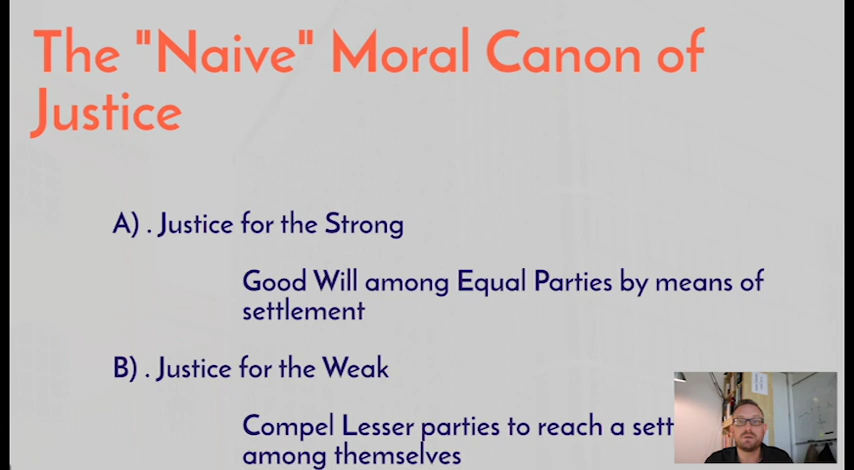 The "Naive" Moral Canon of
Justice
A) . Justice for the Strong
Good Will among Equal Parties by means of
settlement
B) . Justice for the Weak
Compel Lesser parties to reach a sett
among themselves